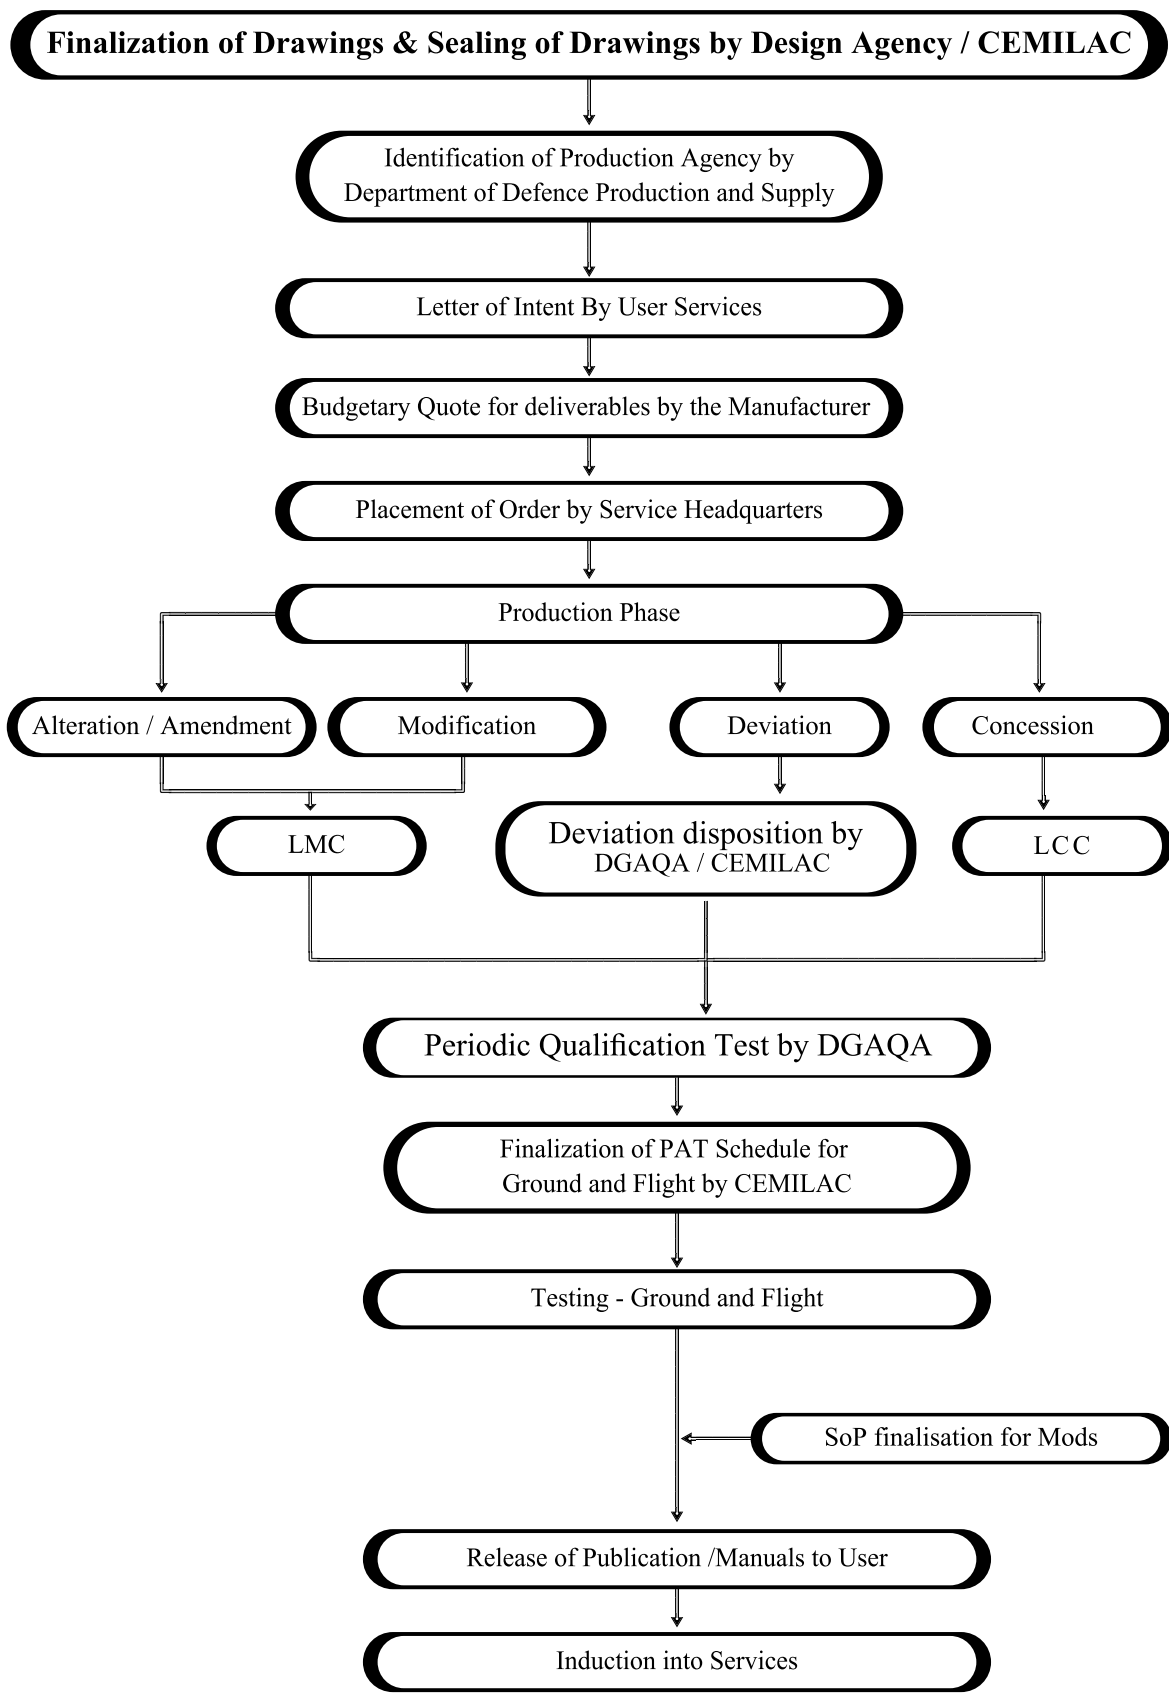 Finalization of Drawings & Sealing of Drawings by Design Agency / CEMILAC
Identification of Production Agency by
Department of Defence Production and Supply
Letter of Intent By User Services
Budgetary Quote for deliverables by the Manufacturer
Placement of Order by Service Headquarters
Production Phase
Alteration / Amendment
Modification
Deviation
Concession
LMC
Deviation disposition by
DGAQA / CEMILAC
LCC
Periodic Qualification Test by DGAQA
Finalization of PAT Schedule for
Ground and Flight by CEMILAC
Testing - Ground and Flight
SoP finalisation for Mods
Release of Publication /Manuals to User
Induction into Services